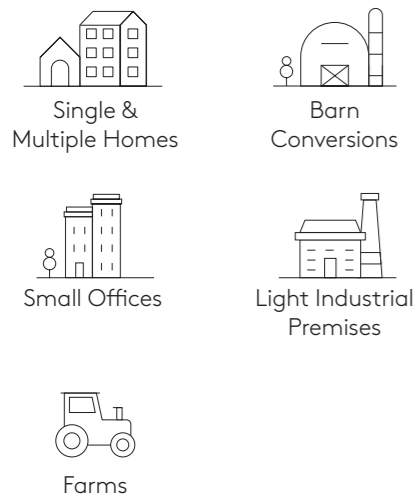 Single &
Multiple Homes
Barn
Conversions
Small Offices
Light Industrial
Premises
Farms